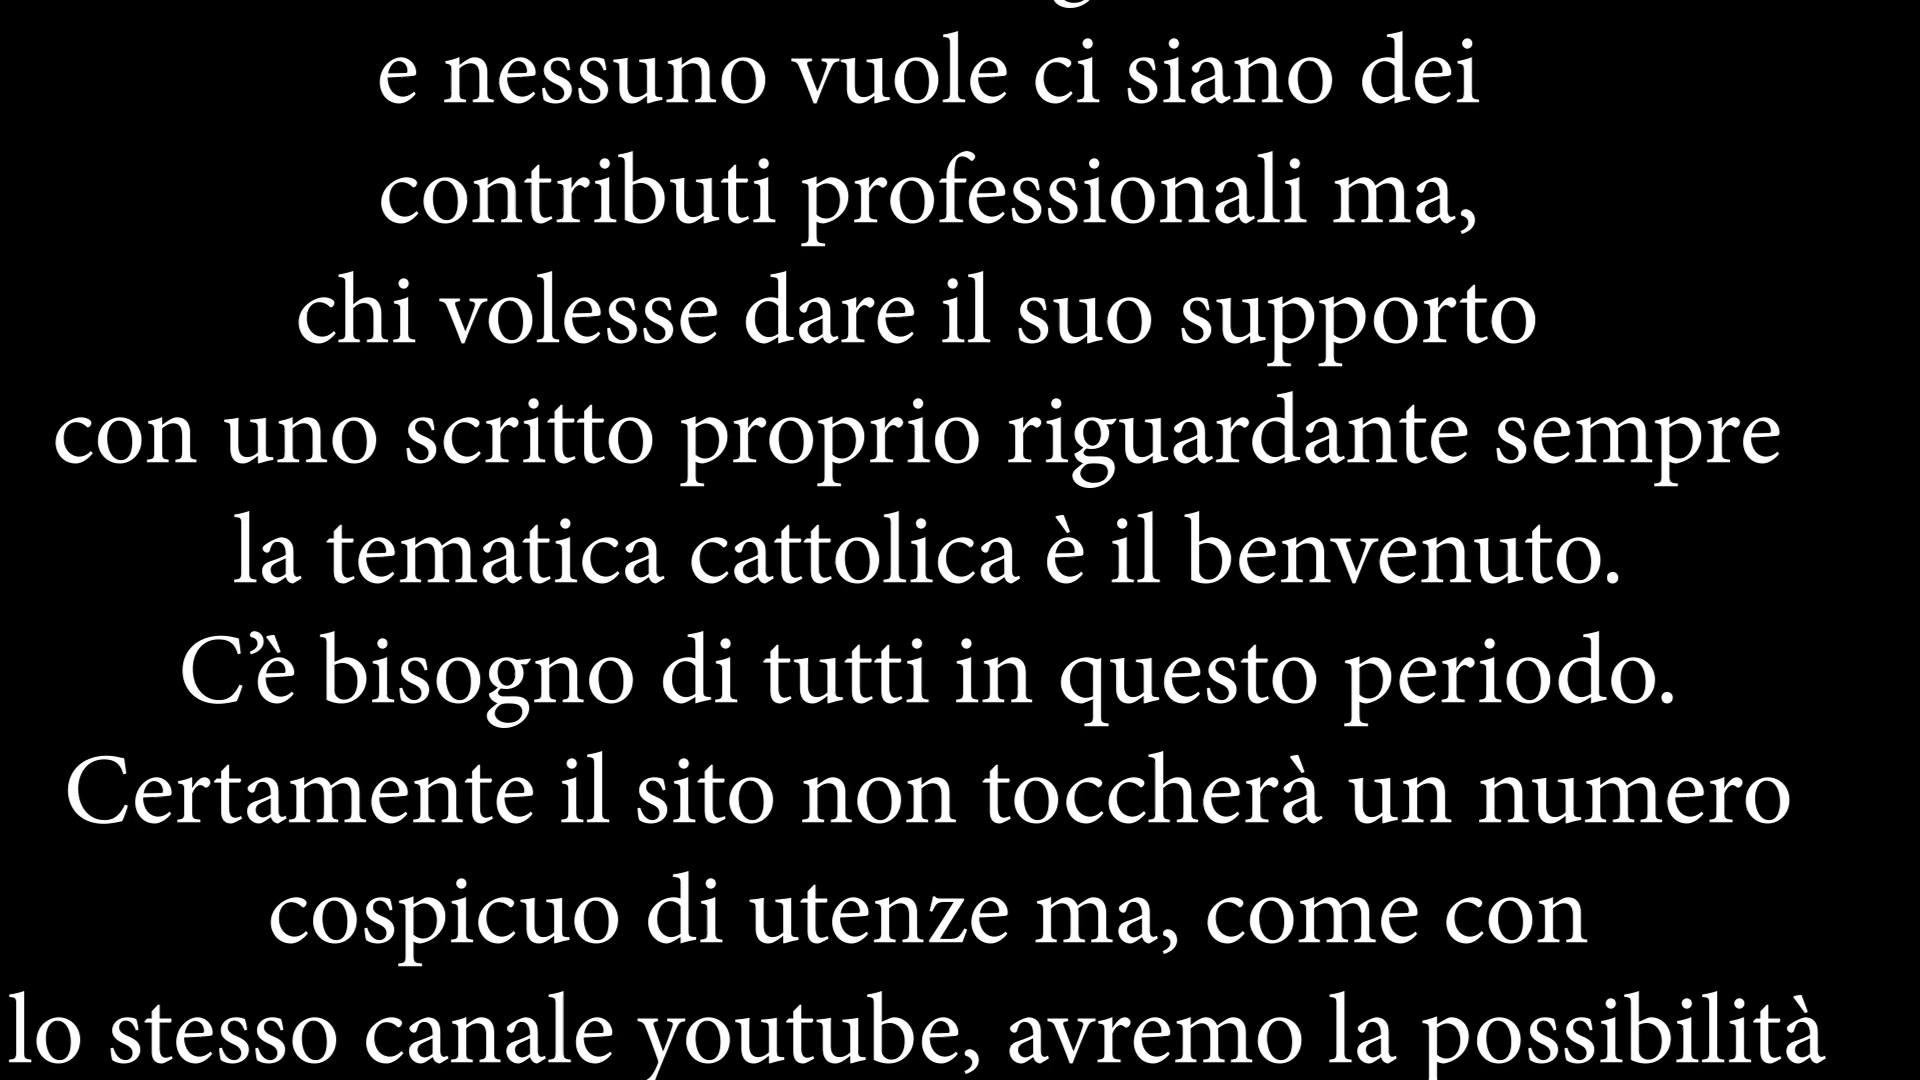 e nessuno vuole ci siano dei
contributi professionali ma,
chi volesse dare il suo supporto
con uno scritto proprio riguardante sempre
la tematica cattolica è il benvenuto.
C’è bisogno di tutti in questo periodo.
Certamente il sito non toccherà un numero
cospicuo di utenze ma, come con
lo stesso canale youtube, avremo la possibilità